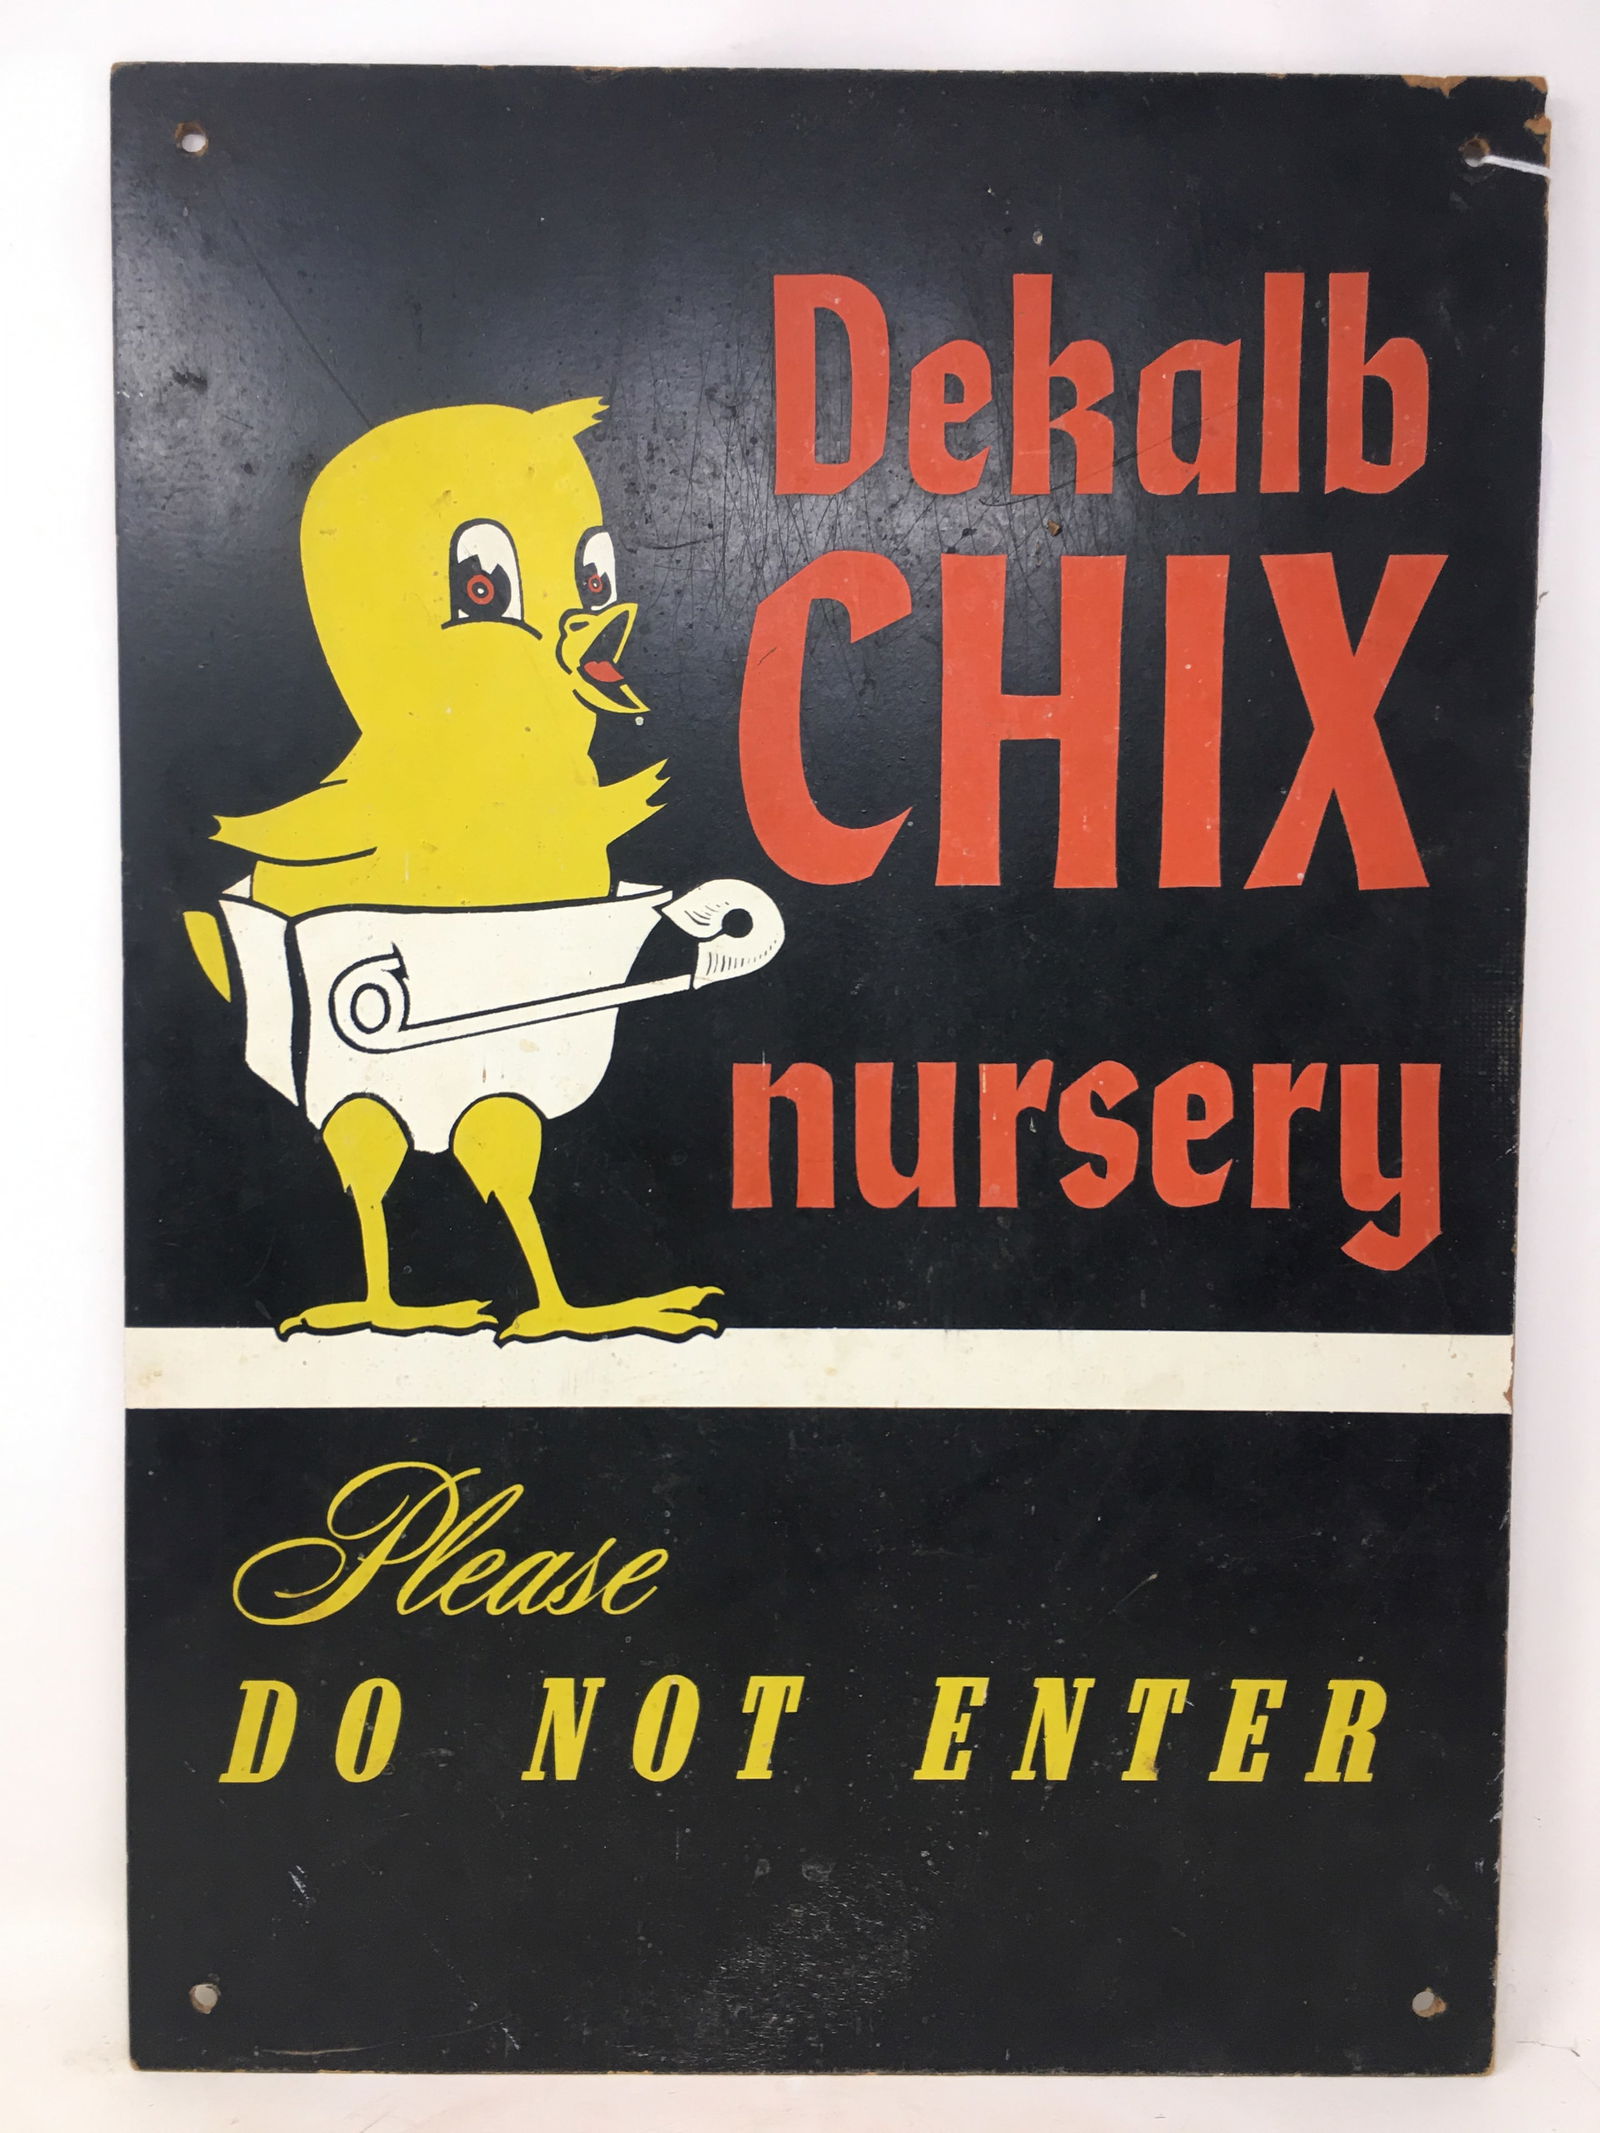 Dekalb
CHIX
nursery
Please
DO NOT ENTER